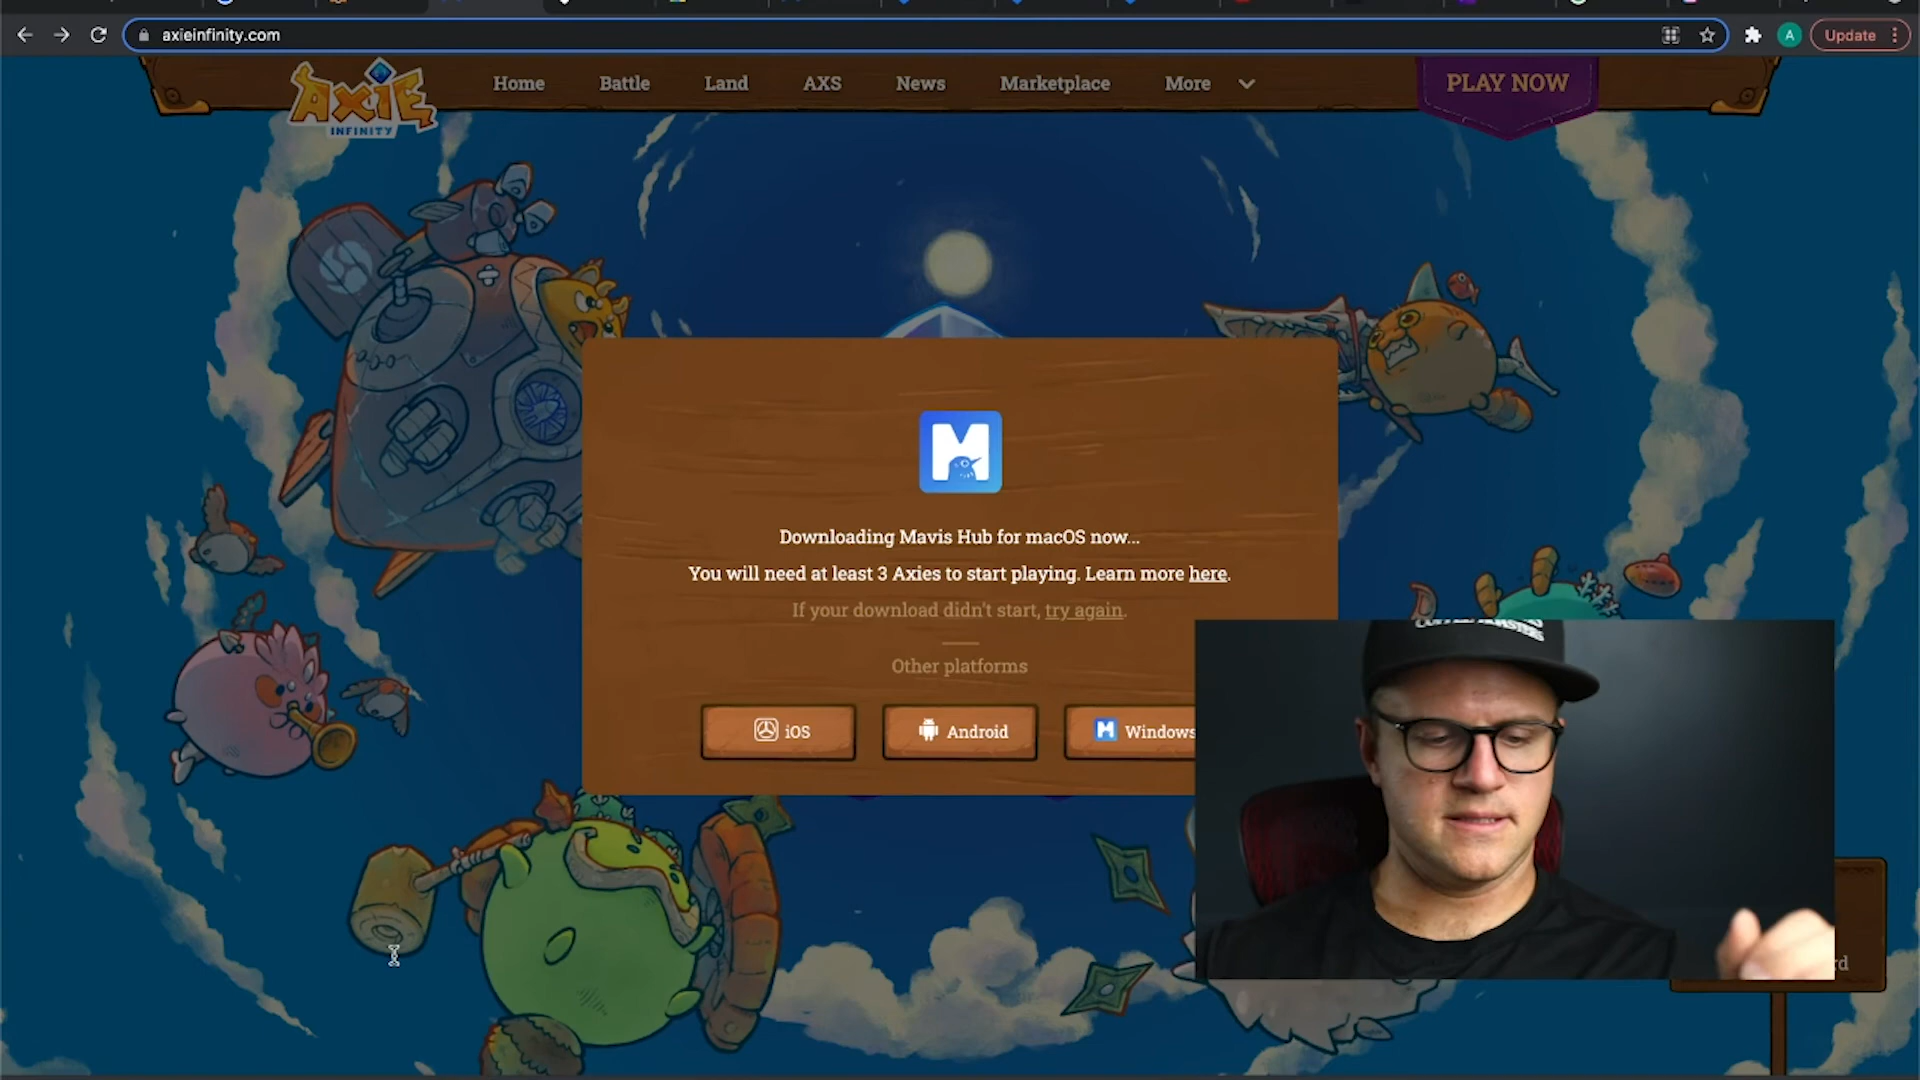 axieinfinity.com
Update
AXIE
INFINITY
Home
Battle
Land
AXS
News
Marketplace
More
PLAY NOW
M
Downloading Mavis Hub for macOS now...
You will need at least 3 Axies to start playing. Learn more here.
If your download didn't start, try again.
Other platforms
iOS
Android
Windows
A